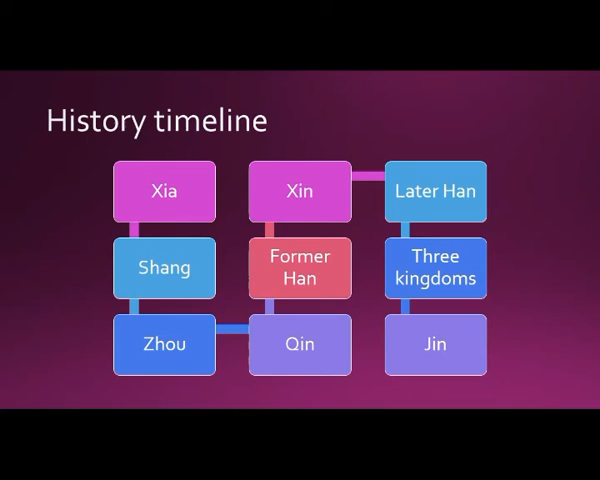 History timeline
Xia
Shang
Zhou
Qin
Former
Han
Xin
Later Han
Three
kingdoms
Jin